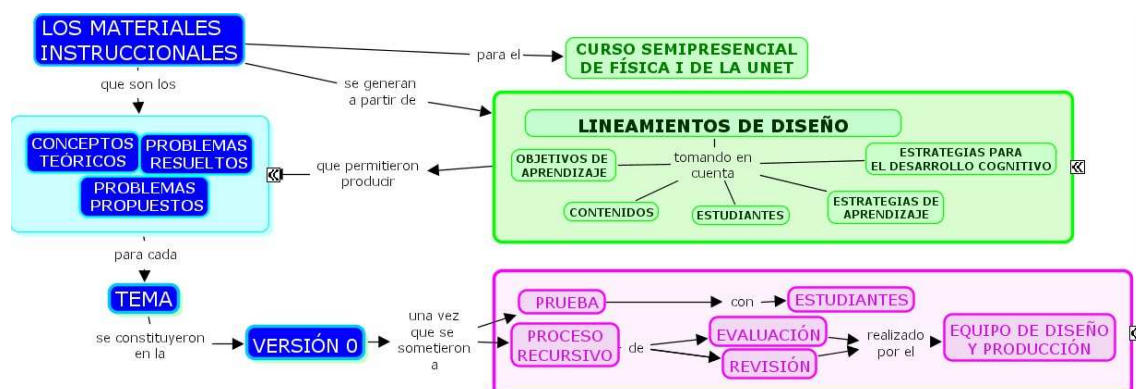 LOS MATERIALES
INSTRUCCIONALES
para el
CURSO SEMIPRESENCIAL
DE FÍSICA I DE LA UNET
que son los
se generan
a partir de
CONCEPTOS
TEÓRICOS
PROBLEMAS
RESUELTOS
PROBLEMAS
PROPUESTOS
que permitieron
producir
LINEAMIENTOS DE DISEÑO
OBJETIVOS DE
APRENDIZAJE
tomando en
cuenta
ESTRATEGIAS PARA
EL DESARROLLO COGNITIVO
CONTENIDOS
ESTUDIANTES
ESTRATEGIAS DE
APRENDIZAJE
para cada
TEMA
se constituyeron
en la
VERSIÓN 0
una vez
que se
sometieron
a
PRUEBA
con
ESTUDIANTES
PROCESO
RECURSIVO
de
EVALUACIÓN
REVISIÓN
realizado
por el
EQUIPO DE DISEÑO
Y PRODUCCIÓN